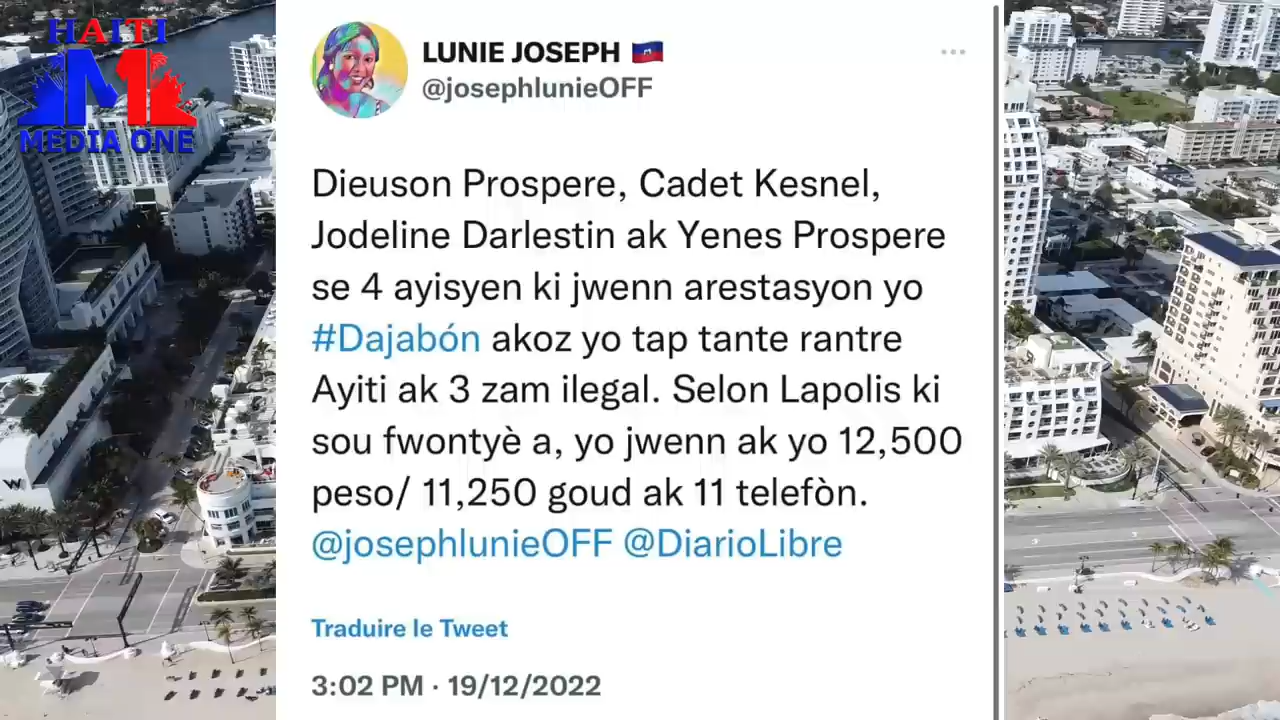 HAITI
M1
MEDIA ONE
LUNIE JOSEPH 🇭🇹
@josephlunieOFF
Dieuson Prospere, Cadet Kesnel,
Jodeline Darlestin ak Yenes Prospere
se 4 ayisyen ki jwenn arestasyon yo
#Dajabón akoz yo tap tante rantre
Ayiti ak 3 zam ilegal. Selon Lapolis ki
sou fwontyè a, yo jwenn ak yo 12,500
peso/ 11,250 goud ak 11 telefòn.
@josephlunieOFF @DiarioLibre
Traduire le Tweet
3:02 PM · 19/12/2022
W